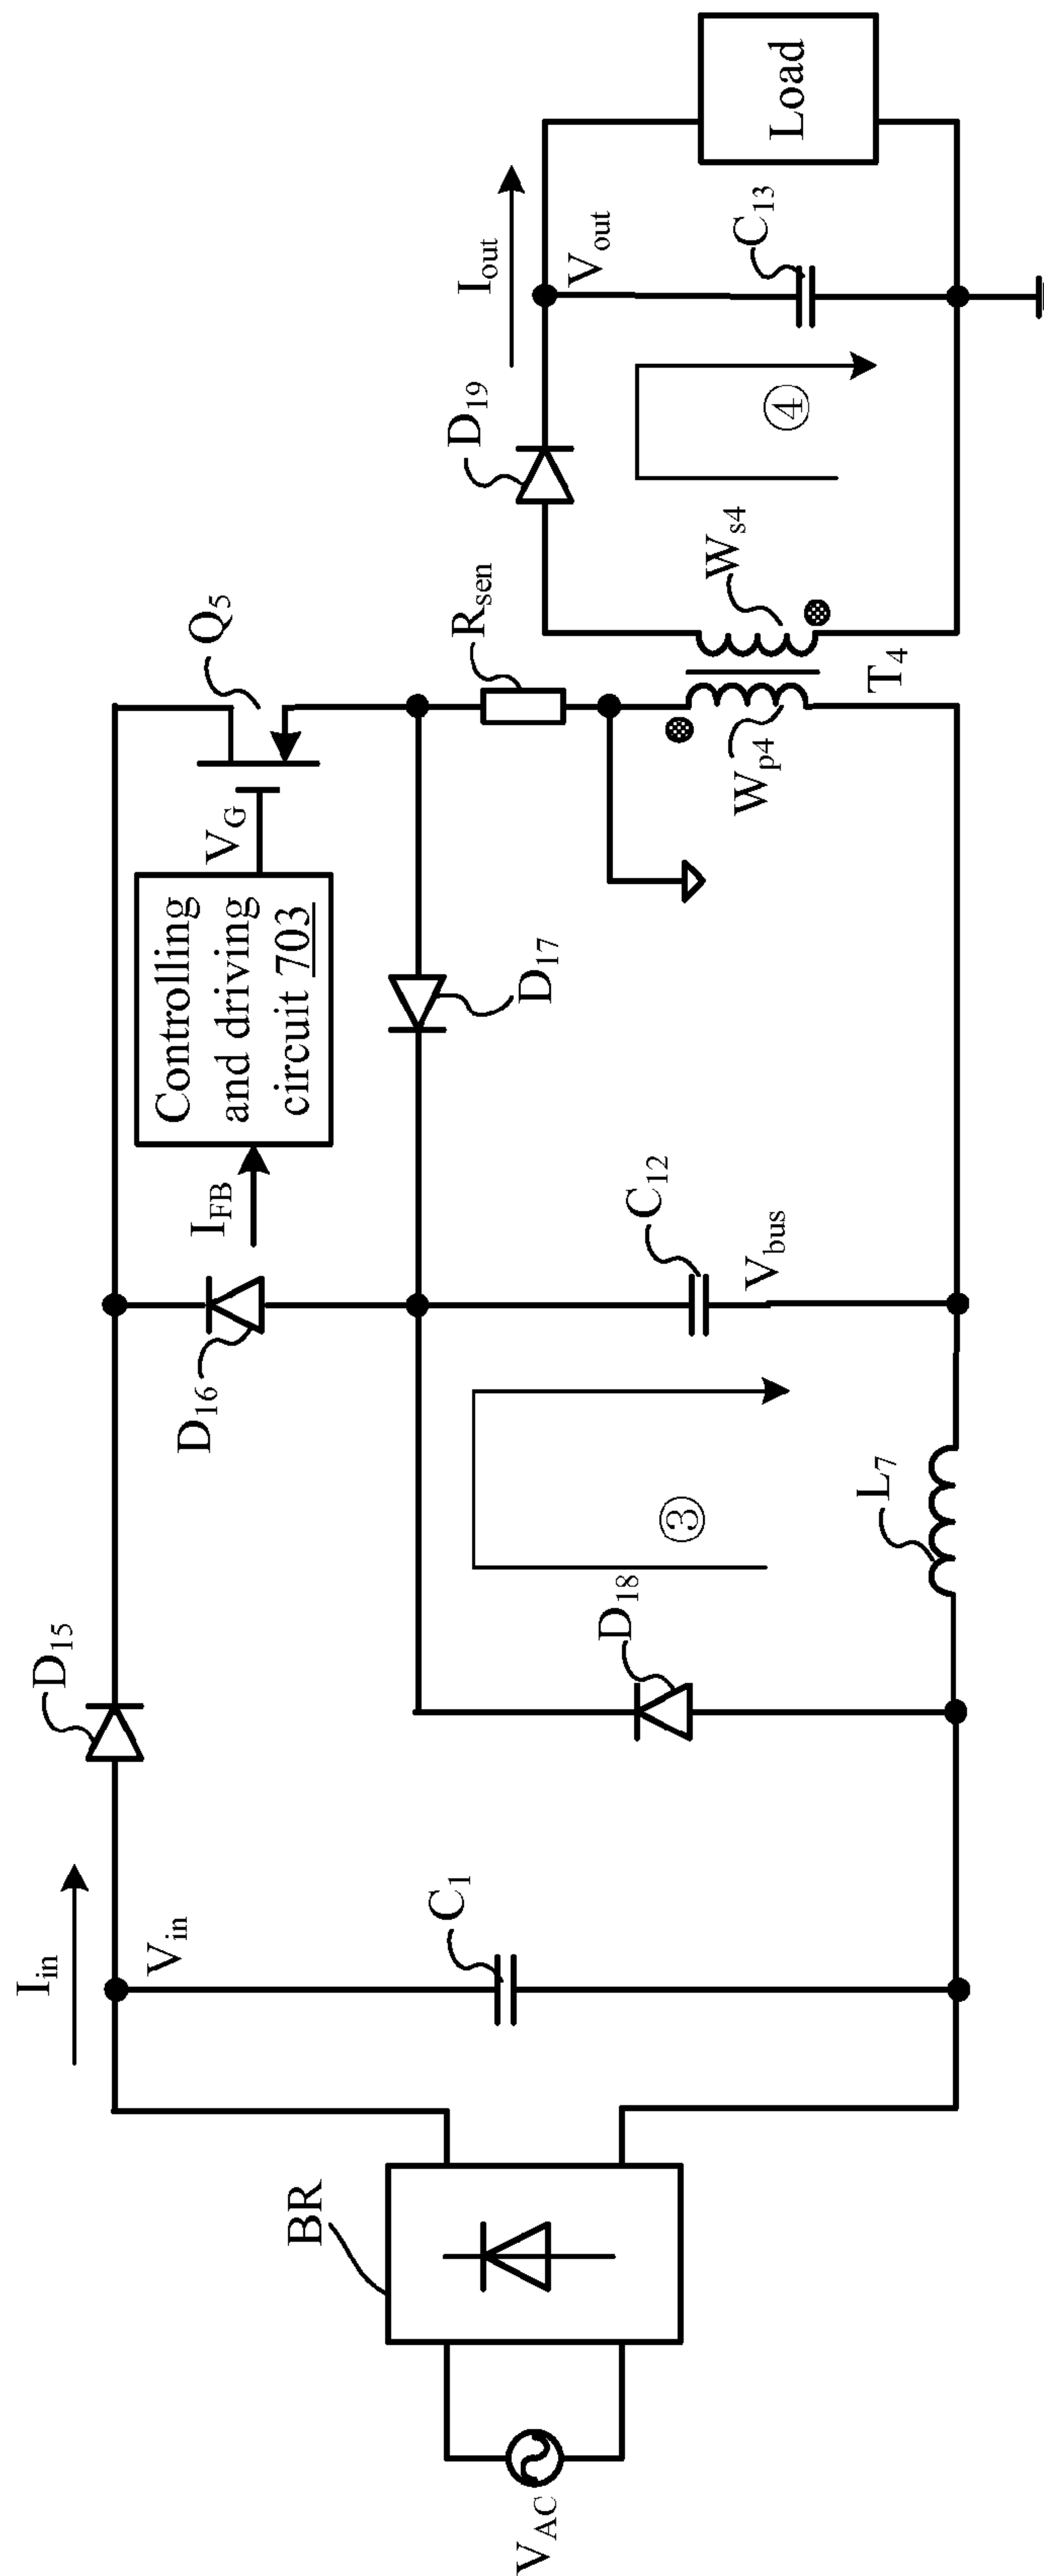 V_AC
BR
I_in
V_in
C_1
D_15
D_18
③
L_7
D_16
I_FB
C_12
V_bus
Controlling
and driving
circuit 703
V_G
D_17
Q_5
R_sen
W_p4
T_4
W_s4
D_19
④
I_out
V_out
C_13
Load